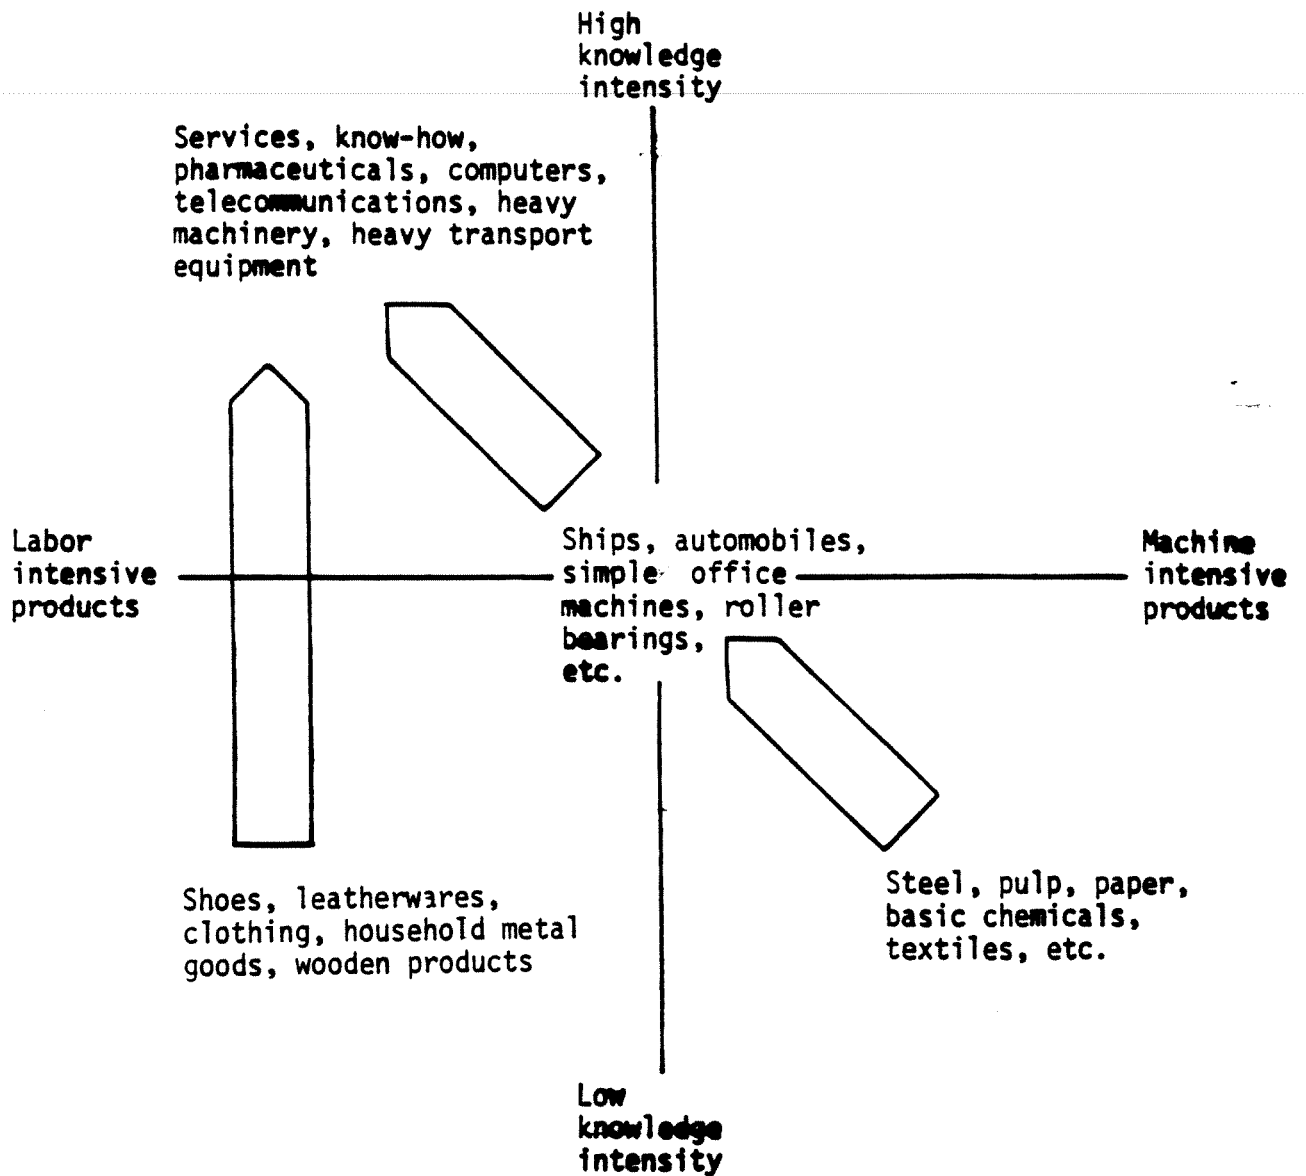 High
knowledge
intensity
Services, know-how,
pharmaceuticals, computers,
telecommunications, heavy
machinery, heavy transport
equipment
Labor
intensive
products
Ships, automobiles,
simple office
machines, roller
bearings,
etc.
Machine
intensive
products
Shoes, leatherwares,
clothing, household metal
goods, wooden products
Steel, pulp, paper,
basic chemicals,
textiles, etc.
Low
knowledge
intensity